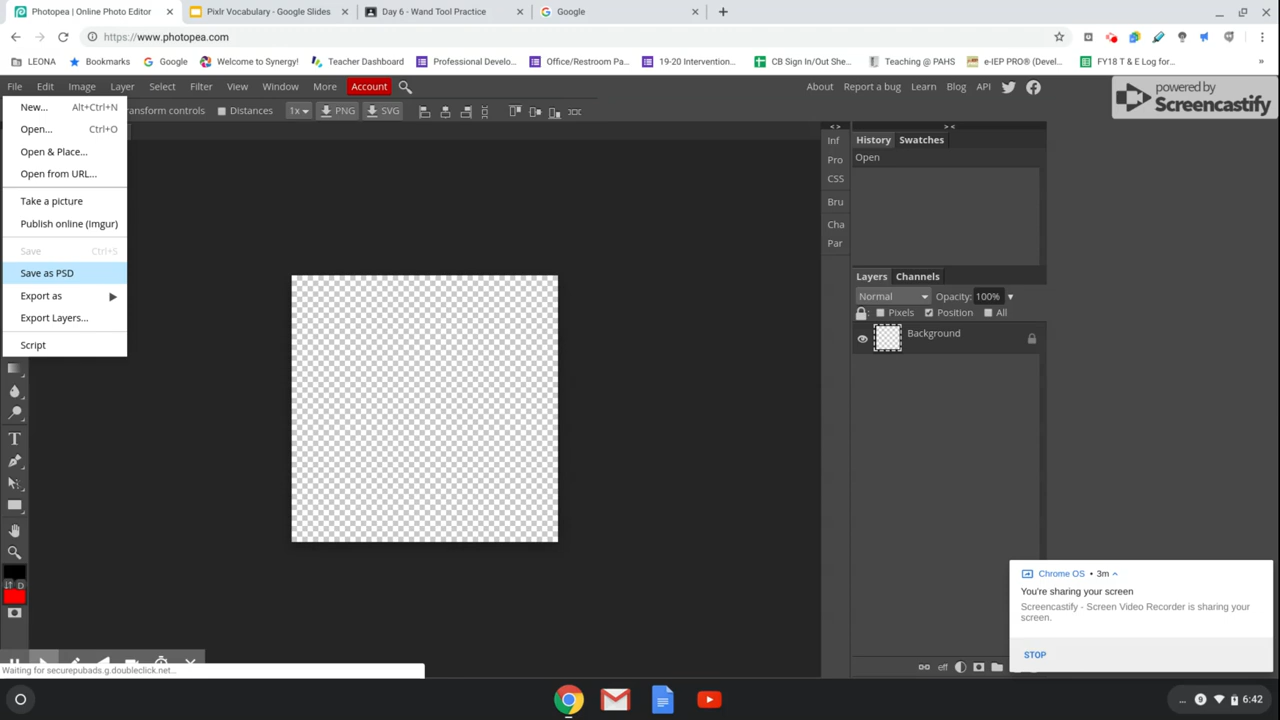 Photopea | Online Photo Editor
Pixlr Vocabulary - Google Slides
Day 6 - Wand Tool Practice
Google
https://www.photopea.com
LEONA
Bookmarks
Google
Welcome to Synergy!
Teacher Dashboard
Professional Develo...
Office/Restroom Pa...
19-20 Intervention...
CB Sign In/Out She...
Teaching @ PAHS
e-IEP PRO® (Devel...
FY18 T & E Log for...
»
File Edit Image Layer Select Filter View Window More Account
About Report a bug Learn Blog API
powered by
Screencastify
New... Alt+Ctrl+N
Open... Ctrl+O
Open & Place...
Open from URL...
Take a picture
Publish online (Imgur)
Save Ctrl+S
Save as PSD
Export as
Export Layers...
Script
ransform controls
Distances
1x
PNG
SVG
< >
> <
Inf
Pro
CSS
Bru
Cha
Par
History Swatches
Open
Layers Channels
Normal Opacity: 100%
Pixels Position All
Background
T
D
eff
Chrome OS • 3m
You're sharing your screen
Screencastify - Screen Video Recorder is sharing your
screen.
STOP
Waiting for securepubads.g.doubleclick.net...
... 9 6:42